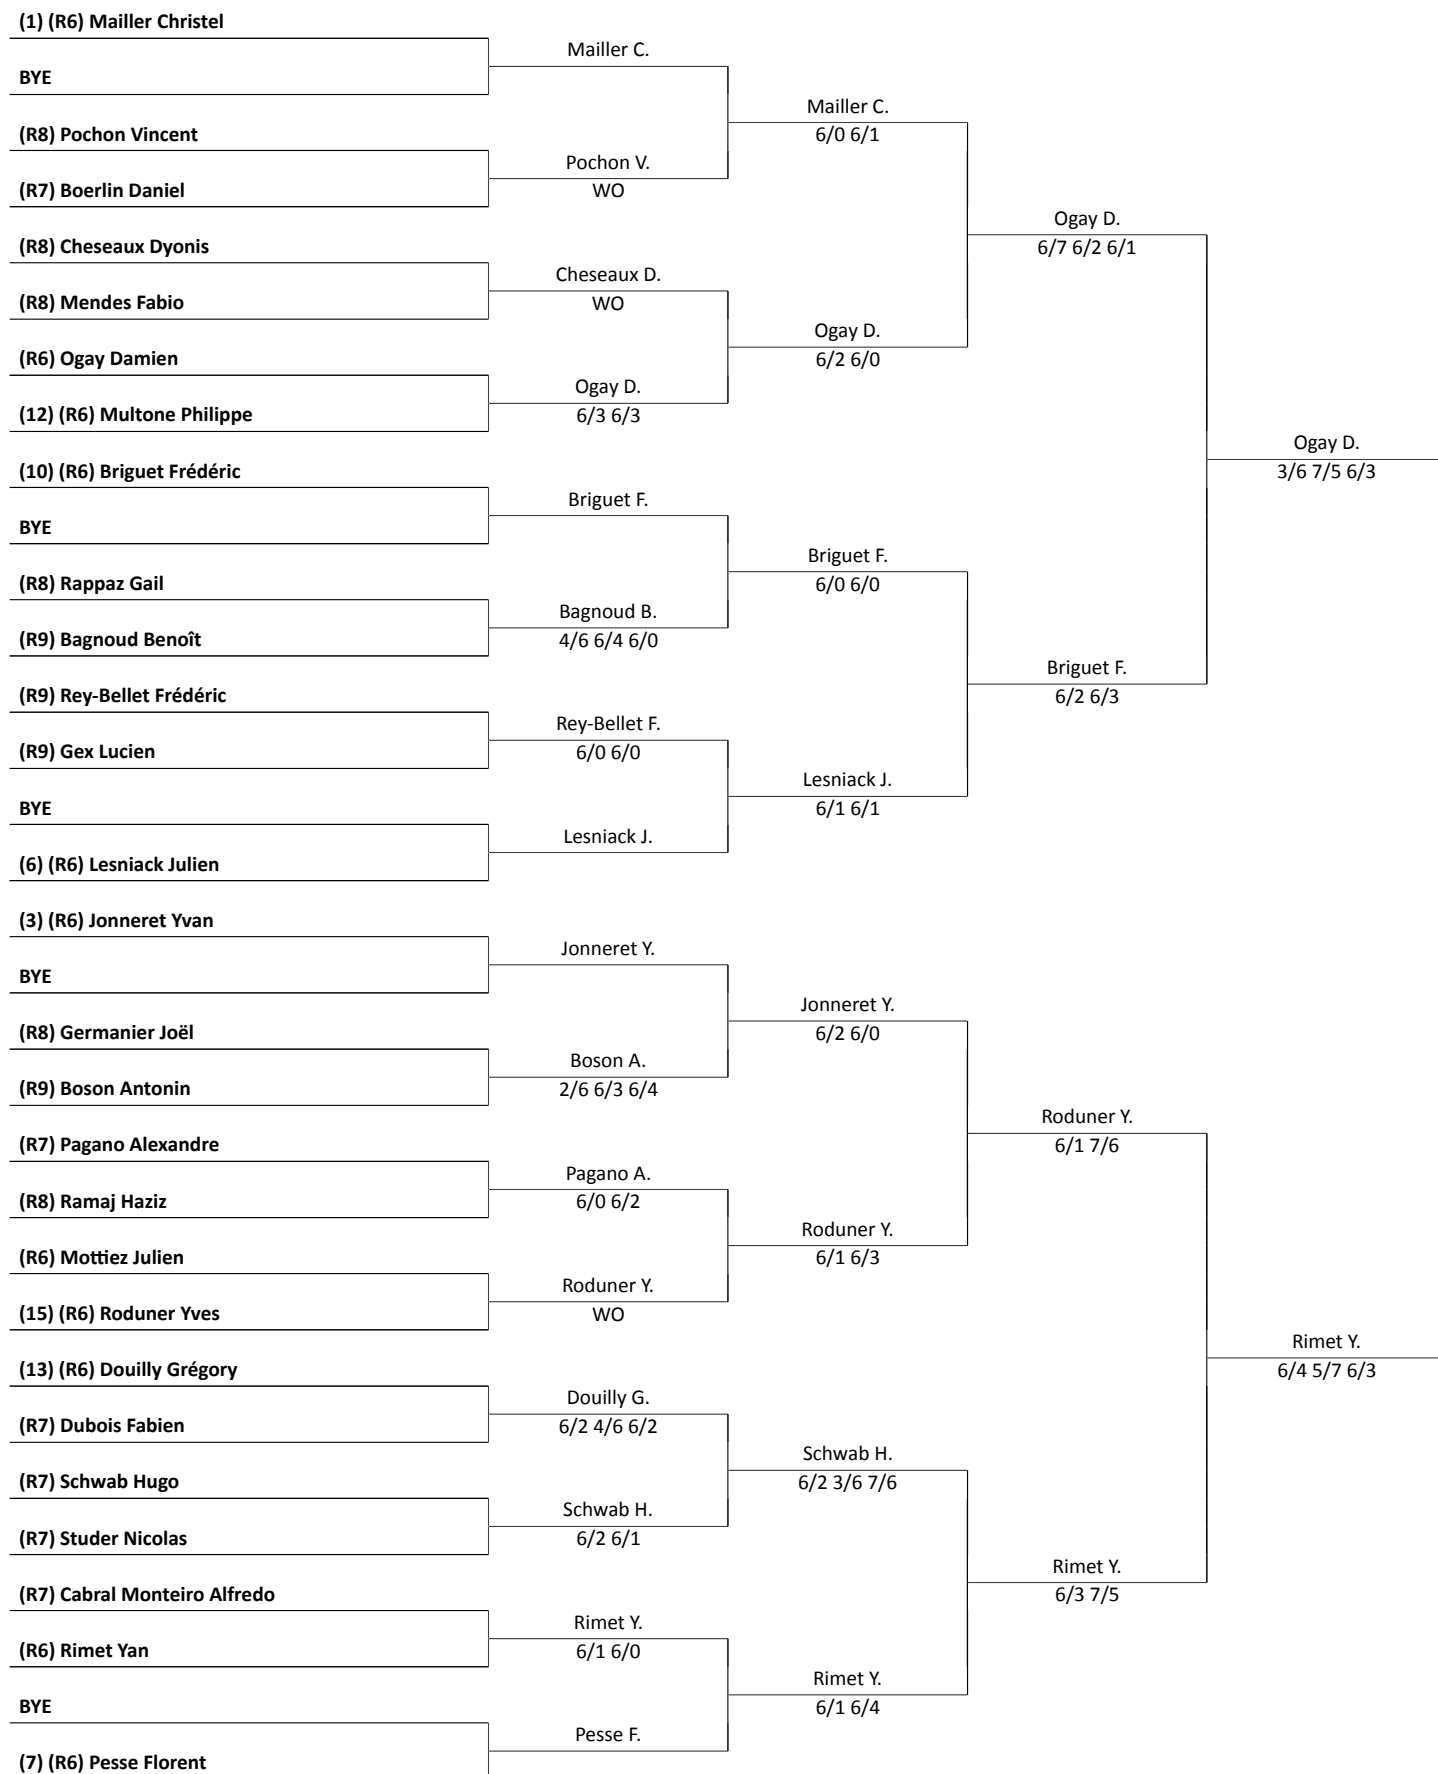 (1) (R6) Mailler Christel
BYE
(R8) Pochon Vincent
(R7) Boerlin Daniel
(R8) Cheseaux Dyonis
(R8) Mendes Fabio
(R6) Ogay Damien
(12) (R6) Multone Philippe
(10) (R6) Briguet Frédéric
BYE
(R8) Rappaz Gail
(R9) Bagnoud Benoît
(R9) Rey-Bellet Frédéric
(R9) Gex Lucien
BYE
(6) (R6) Lesniack Julien
(3) (R6) Jonneret Yvan
BYE
(R8) Germanier Joël
(R9) Boson Antonin
(R7) Pagano Alexandre
(R8) Ramaj Haziz
(R6) Mottiez Julien
(15) (R6) Roduner Yves
(13) (R6) Douilly Grégory
(R7) Dubois Fabien
(R7) Schwab Hugo
(R7) Studer Nicolas
(R7) Cabral Monteiro Alfredo
(R6) Rimet Yan
BYE
(7) (R6) Pesse Florent
Mailler C.
Pochon V.
WO
Cheseaux D.
WO
Ogay D.
6/3 6/3
Briguet F.
Bagnoud B.
4/6 6/4 6/0
Rey-Bellet F.
6/0 6/0
Lesniack J.
Jonneret Y.
Boson A.
2/6 6/3 6/4
Pagano A.
6/0 6/2
Roduner Y.
WO
Douilly G.
6/2 4/6 6/2
Schwab H.
6/2 6/1
Rimet Y.
6/1 6/0
Pesse F.
Mailler C.
6/0 6/1
Ogay D.
6/2 6/0
Briguet F.
6/0 6/0
Lesniack J.
6/1 6/1
Jonneret Y.
6/2 6/0
Roduner Y.
6/1 6/3
Schwab H.
6/2 3/6 7/6
Rimet Y.
6/1 6/4
Ogay D.
6/7 6/2 6/1
Briguet F.
6/2 6/3
Roduner Y.
6/1 7/6
Rimet Y.
6/3 7/5
Ogay D.
3/6 7/5 6/3
Rimet Y.
6/4 5/7 6/3